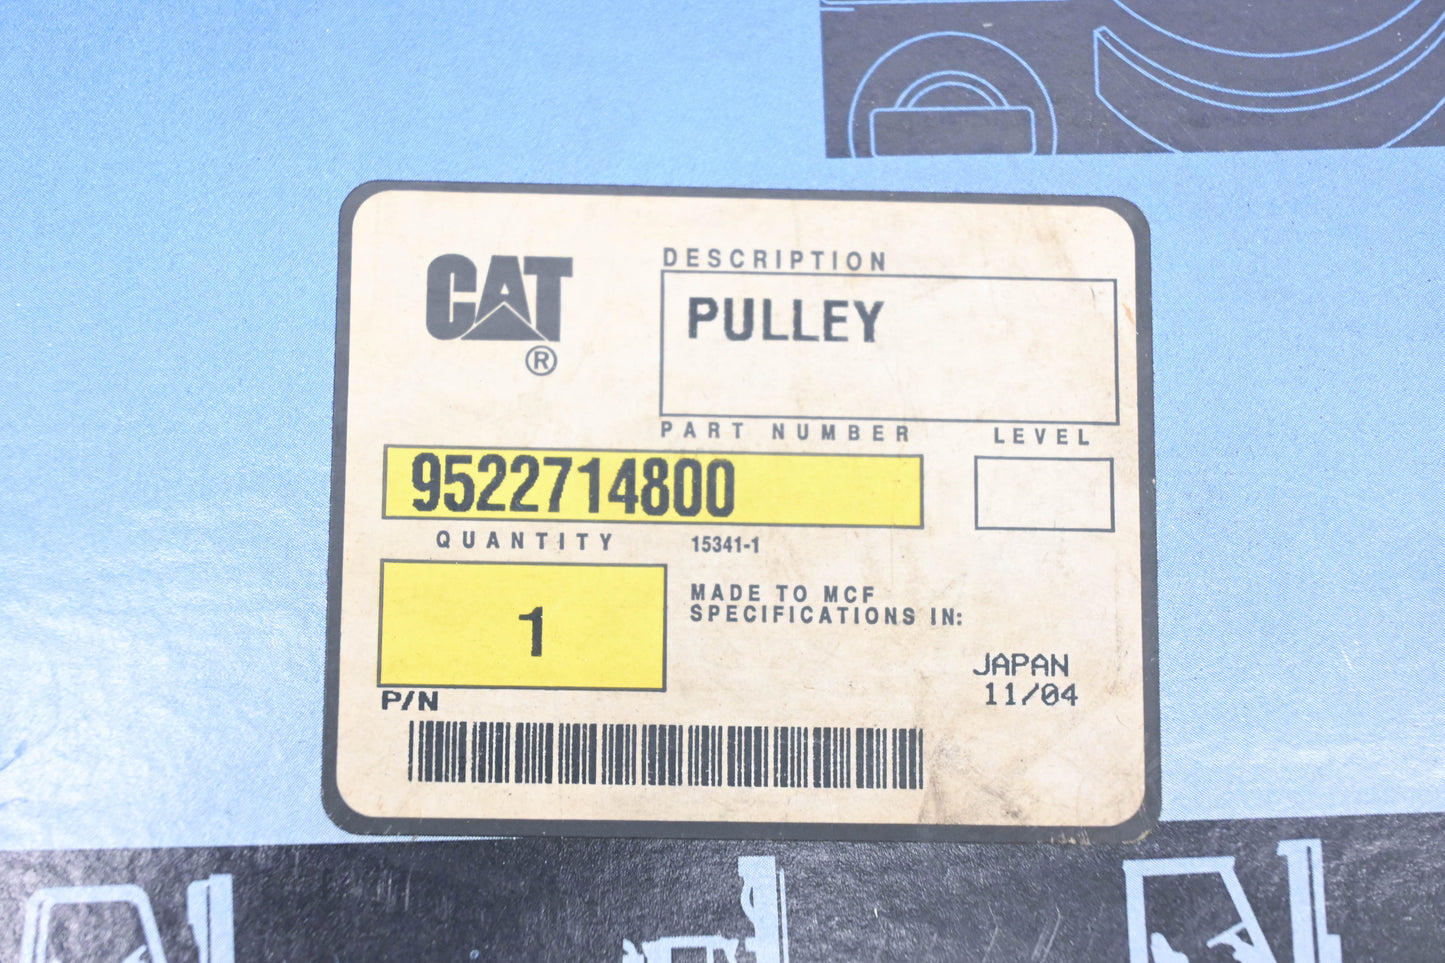 CAT
®
DESCRIPTION
PULLEY
PART NUMBER
LEVEL
9522714800
QUANTITY
15341-1
1
MADE TO MCF
SPECIFICATIONS IN:
JAPAN
11/04
P/N